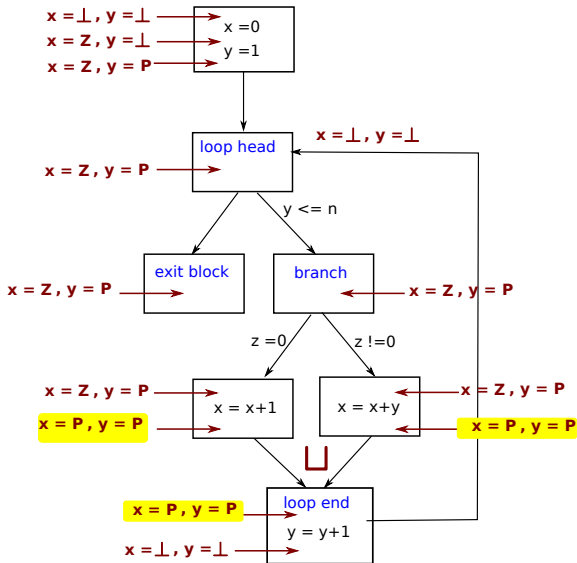 x = ⊥ , y = ⊥
x =0
x = Z , y = ⊥
y =1
x = Z , y = P
x = ⊥ , y = ⊥
loop head
x = Z , y = P
y <= n
exit block
branch
x = Z , y = P
x = Z , y = P
z =0
z !=0
x = Z , y = P
x = Z , y = P
x = x+1
x = x+y
x = P , y = P
x = P , y = P
⊔
loop end
x = P , y = P
y = y+1
x = ⊥ , y = ⊥